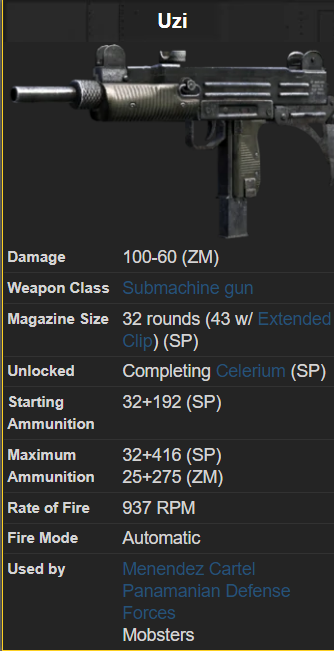 Uzi
Damage 100-60 (ZM)
Weapon Class Submachine gun
Magazine Size 32 rounds (43 w/ Extended
Clip) (SP)
Unlocked Completing Celerium (SP)
Starting 32+192 (SP)
Ammunition
Maximum 32+416 (SP)
Ammunition 25+275 (ZM)
Rate of Fire 937 RPM
Fire Mode Automatic
Used by Menendez Cartel
Panamanian Defense
Forces
Mobsters